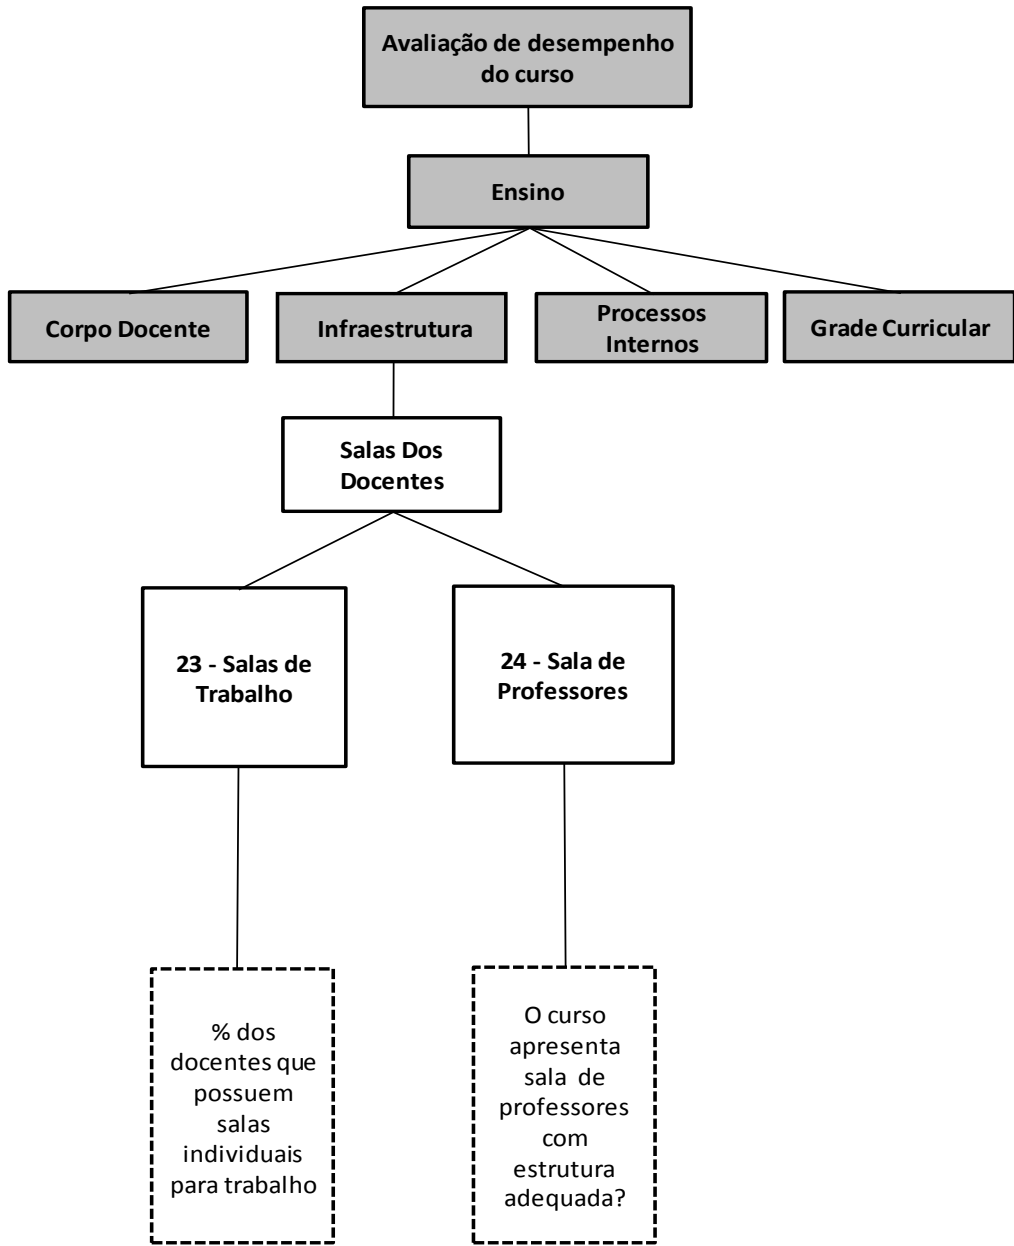 Avaliação de desempenho
do curso
Ensino
Corpo Docente
Infraestrutura
Processos
Internos
Grade Curricular
Salas Dos
Docentes
23 - Salas de
Trabalho
24 - Sala de
Professores
% dos
docentes que
possuem
salas
individuais
para trabalho
O curso
apresenta
sala de
professores
com
estrutura
adequada?